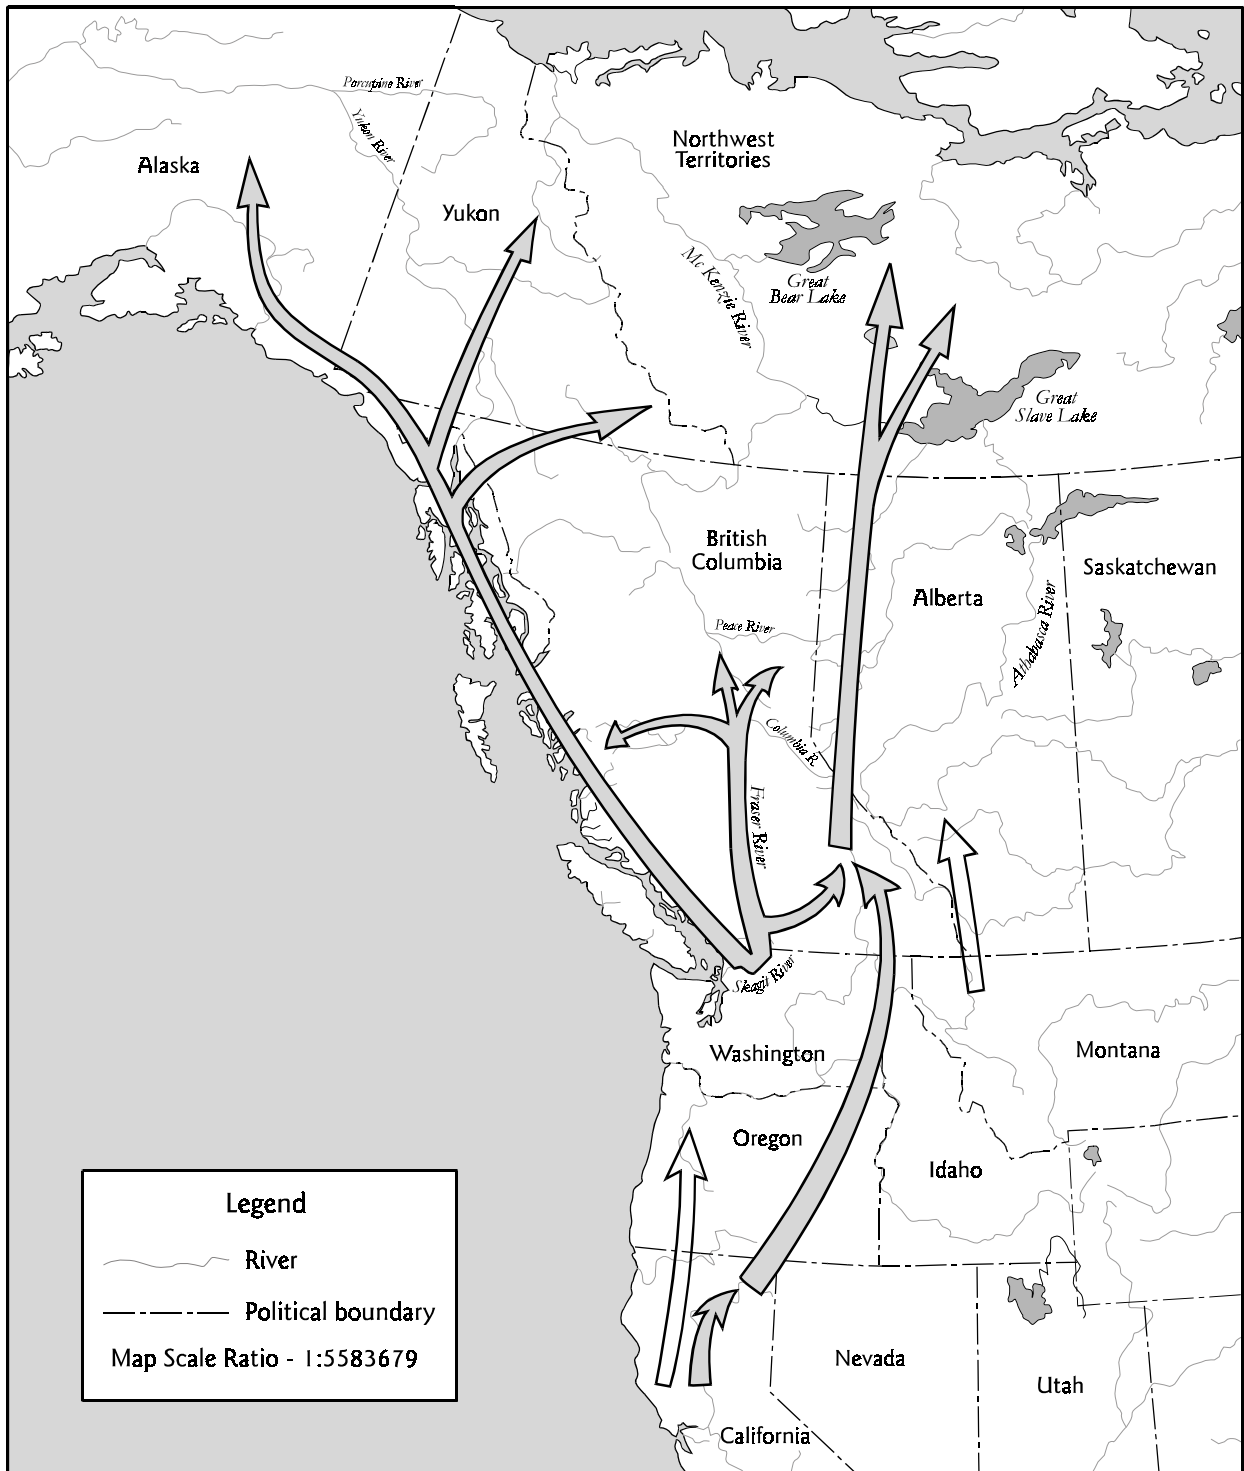 Porcupine River
Yukon River
Northwest
Territories
Alaska
Yukon
Mc Kenzie River
Great
Bear Lake
Great
Slave Lake
British
Columbia
Saskatchewan
Alberta
Athabasca River
Peace River
Columbia R.
Fraser River
Skagit River
Washington
Montana
Oregon
Idaho
Legend
River
Political boundary
Map Scale Ratio - 1:5583679
Nevada
Utah
California